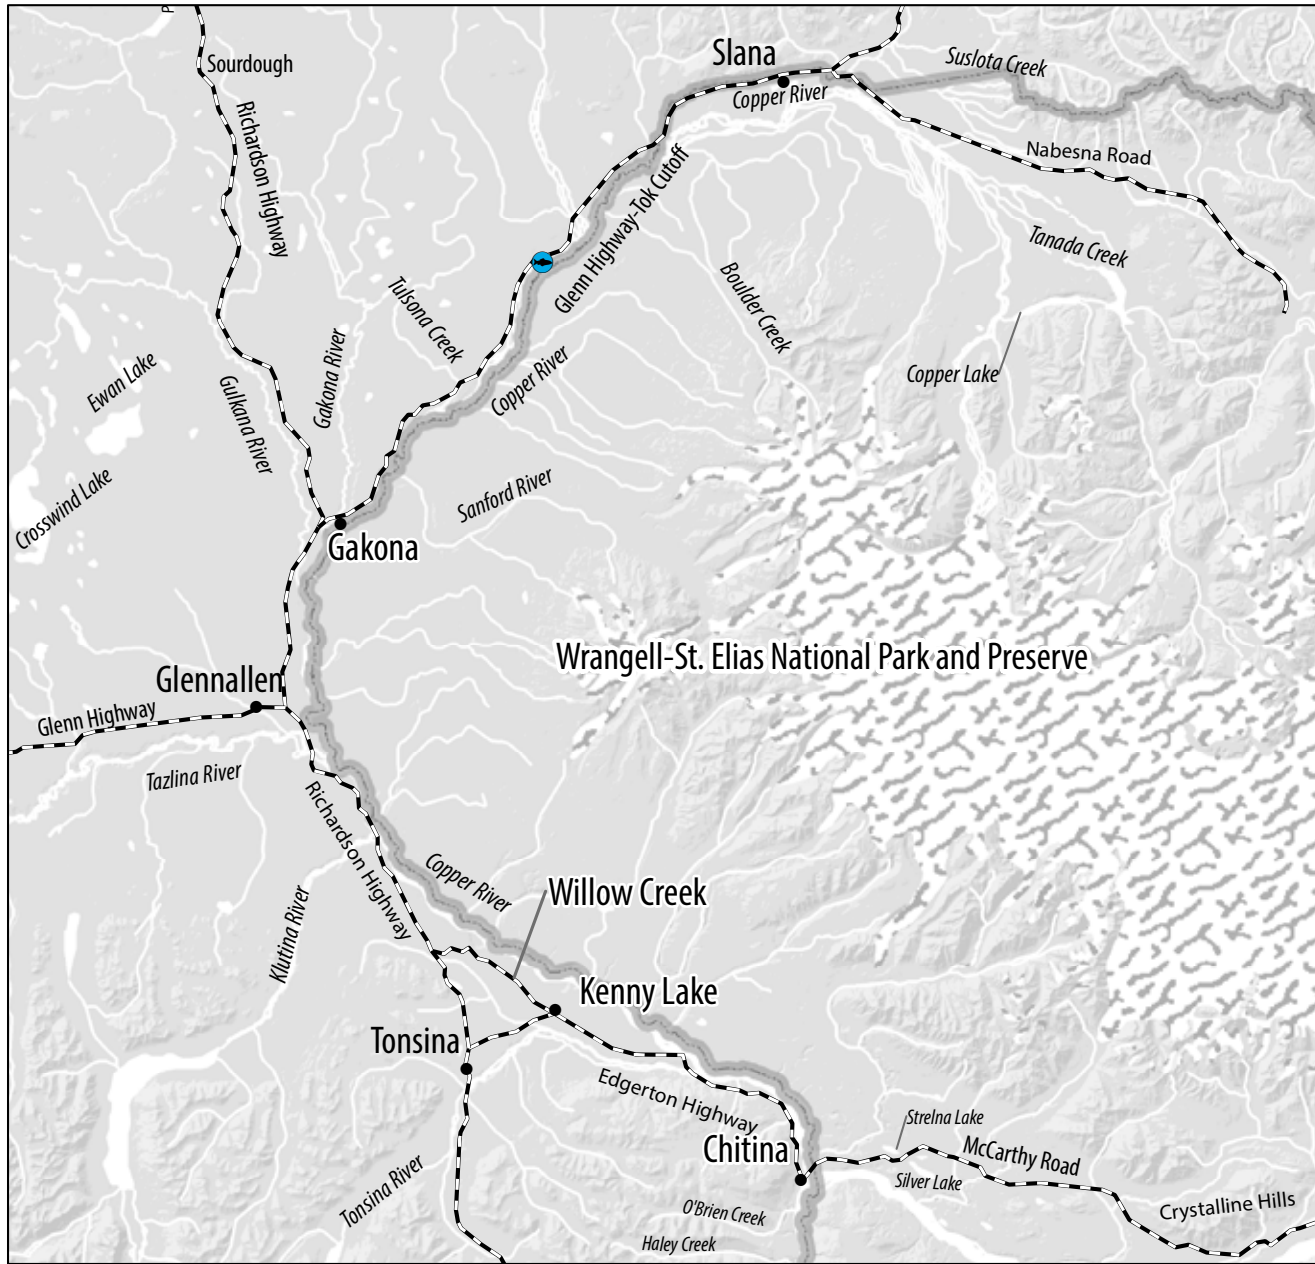 P
Sourdough
Slana
Suslota Creek
Copper River
Richardson Highway
Nabesna Road
Glenn Highway-Tok Cutoff
Tanada Creek
Boulder Creek
Tulsona Creek
Gakona River
Copper River
Copper Lake
Ewan Lake
Gulkana River
Crosswind Lake
Sanford River
Gakona
Wrangell-St. Elias National Park and Preserve
Glennallen
Glenn Highway
Tazlina River
Richardson Highway
Copper River
Willow Creek
Klutina River
Kenny Lake
Tonsina
Edgerton Highway
Strelna Lake
Chitina
McCarthy Road
Silver Lake
Tonsina River
O'Brien Creek
Crystalline Hills
Haley Creek